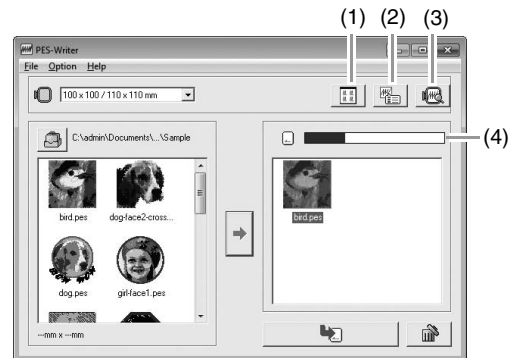 (1) (2) (3)
PES-Writer
File Option Help
100 x 100 / 110 x 110 mm
C:\admin\Documents\...\Sample
(4)
bird.pes dog-face2-cross...
bird.pes
dog.pes girl-face1.pes
---mm x ---mm